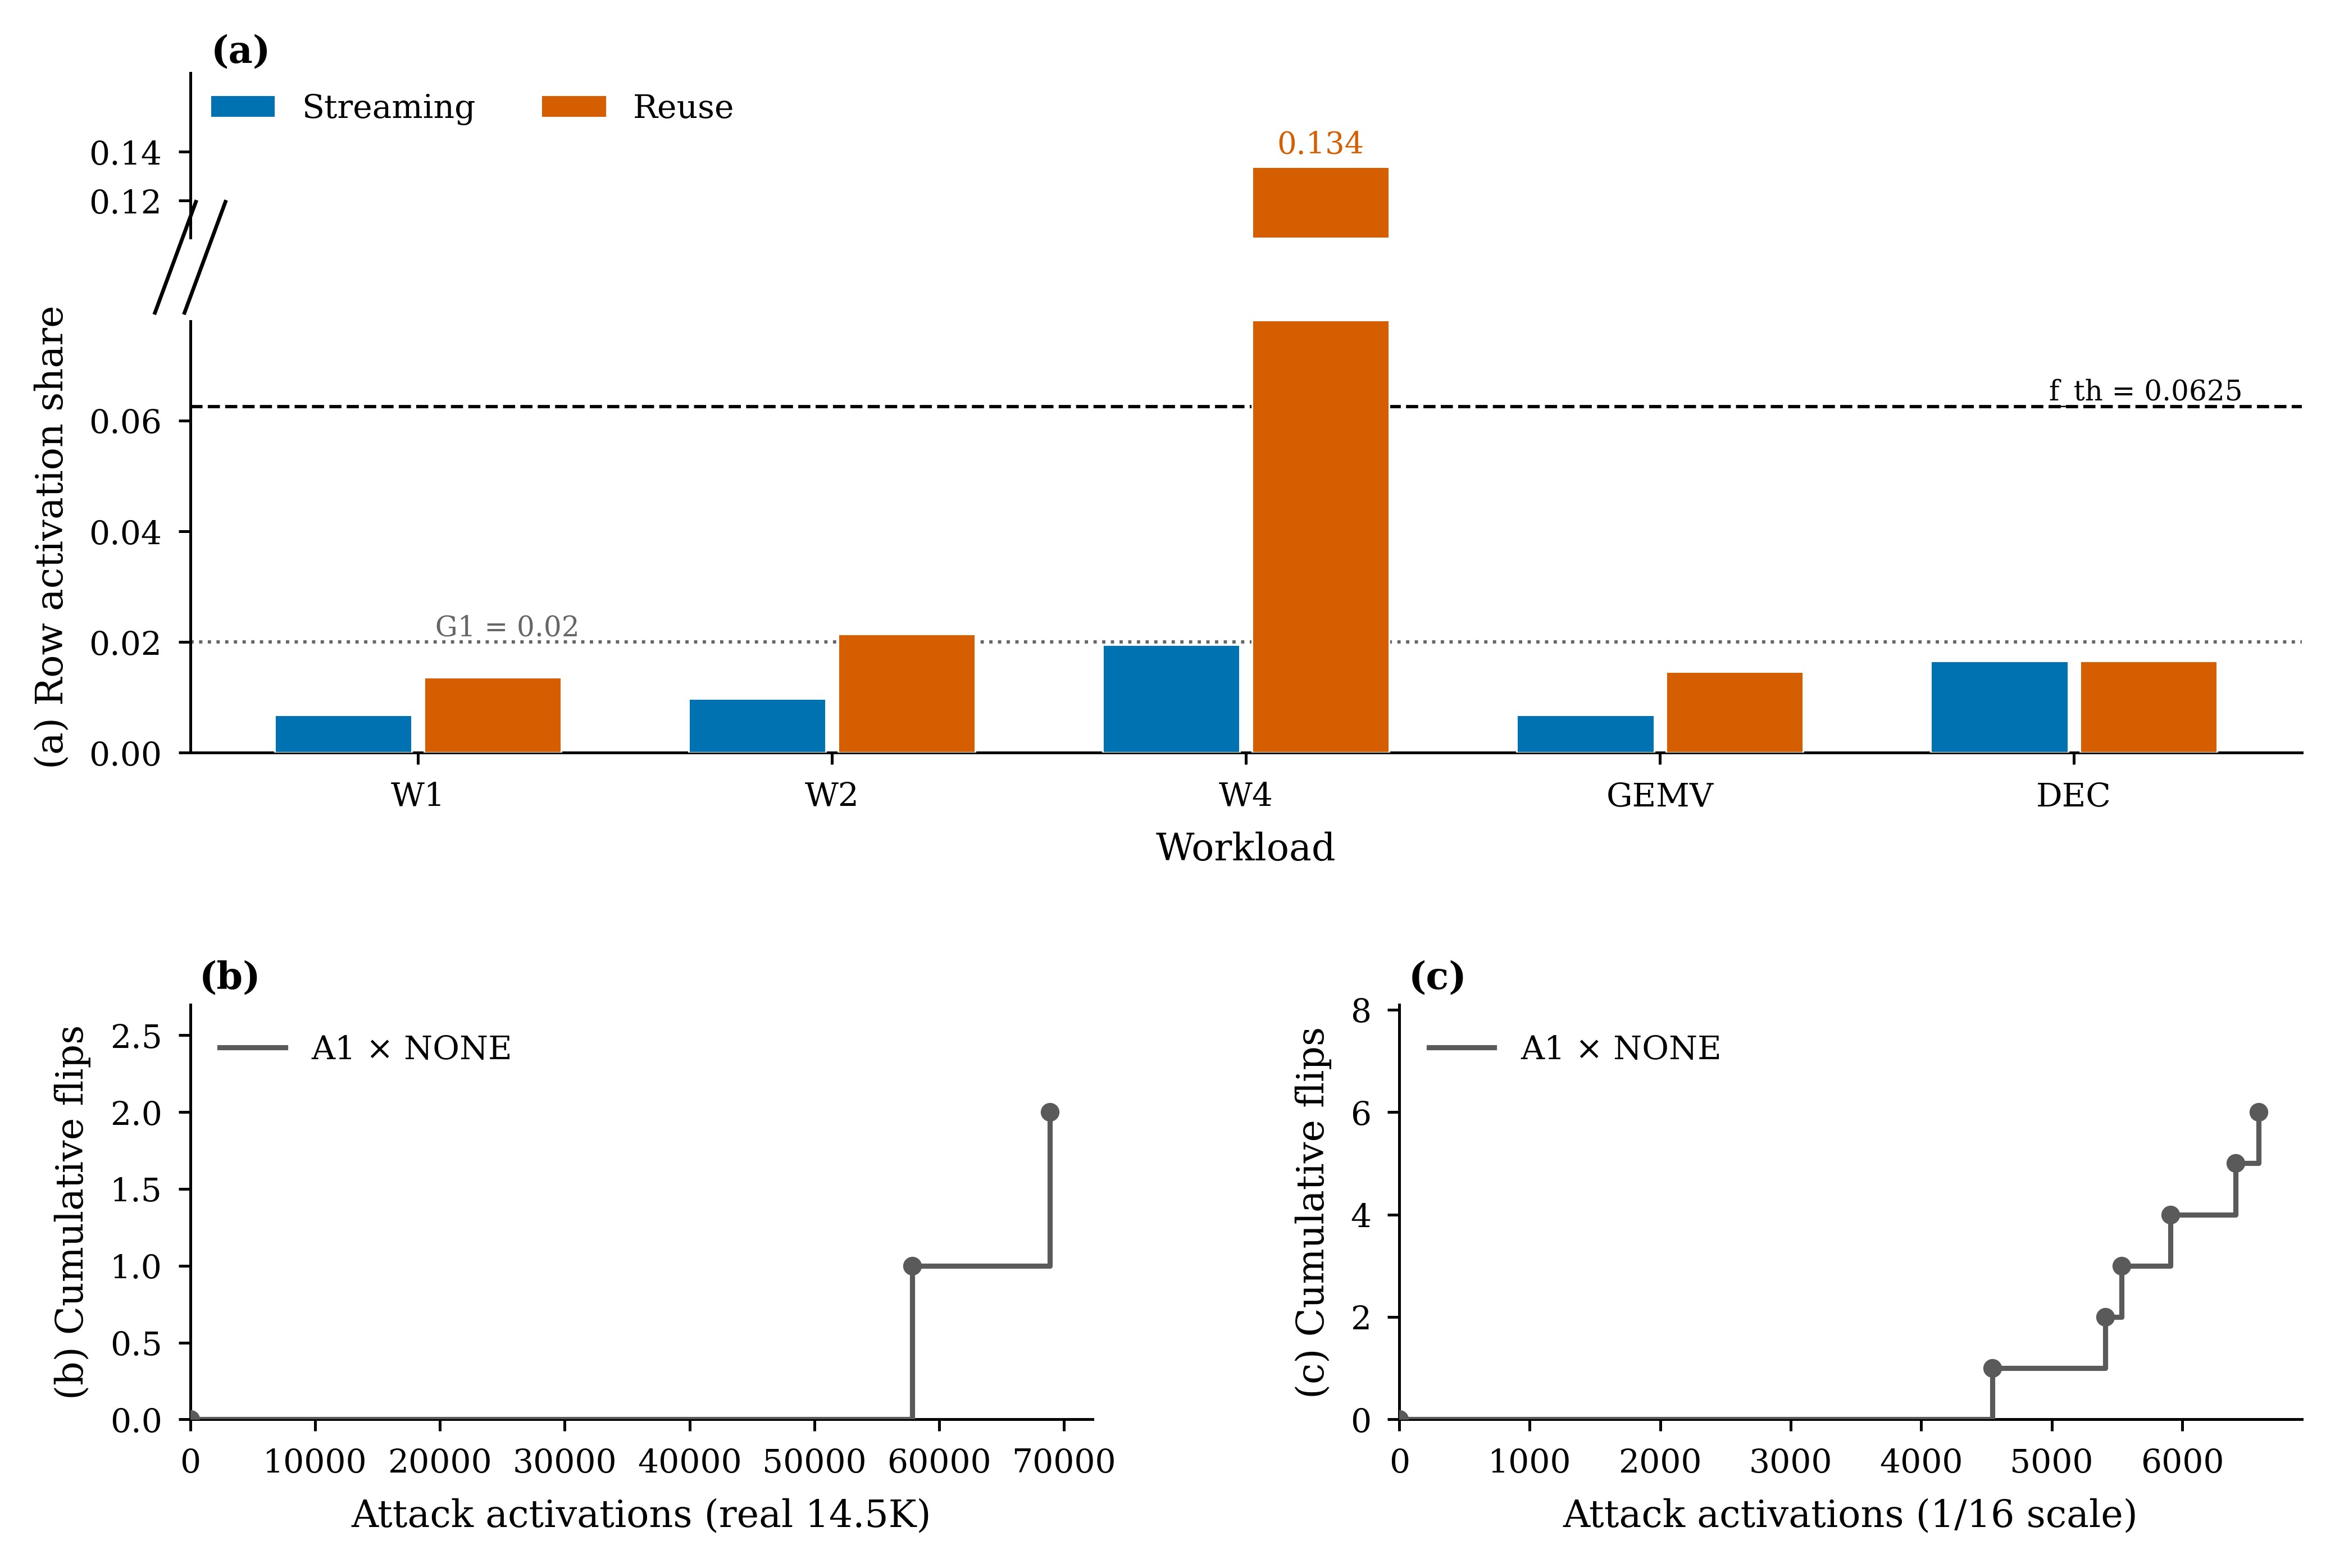 (a)
Streaming Reuse
0.14
0.134
0.12
(a) Row activation share
f_th = 0.0625
0.06
0.04
G1 = 0.02
0.02
0.00
W1 W2 W4 GEMV DEC
Workload
(b)
A1 × NONE
(b) Cumulative flips
2.5
2.0
1.5
1.0
0.5
0.0
0 10000 20000 30000 40000 50000 60000 70000
Attack activations (real 14.5K)
(c)
A1 × NONE
(c) Cumulative flips
8
6
4
2
0
0 1000 2000 3000 4000 5000 6000
Attack activations (1/16 scale)